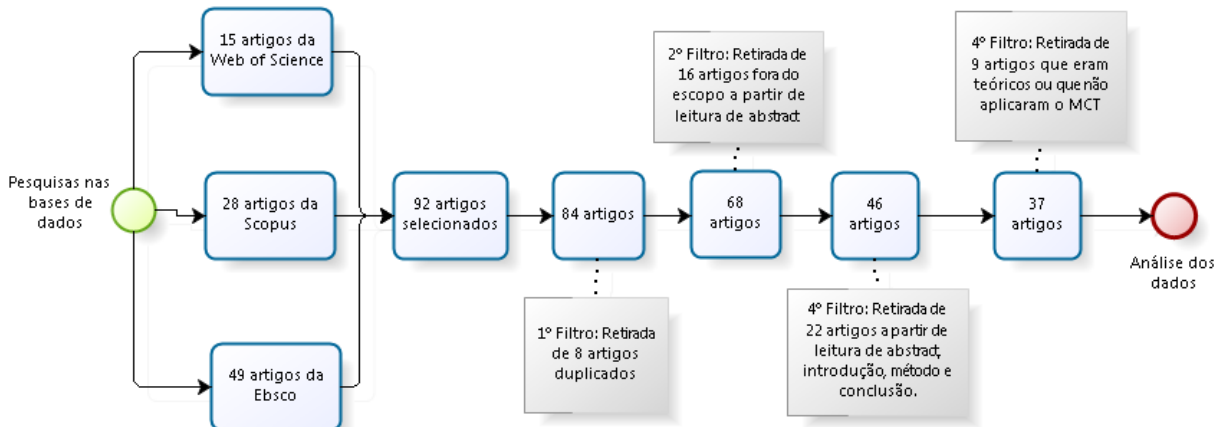 Pesquisas nas
bases de
dados
15 artigos da
Web of Science
28 artigos da
Scopus
49 artigos da
Ebsco
92 artigos
selecionados
84 artigos
1º Filtro: Retirada
de 8 artigos
duplicados
2º Filtro: Retirada de
16 artigos fora do
escopo a partir de
leitura de abstract
68
artigos
46
artigos
4º Filtro: Retirada de
22 artigos a partir de
leitura de abstract,
introdução, método e
conclusão.
4º Filtro: Retirada de
9 artigos que eram
teóricos ou que não
aplicaram o MCT
37
artigos
Análise dos
dados